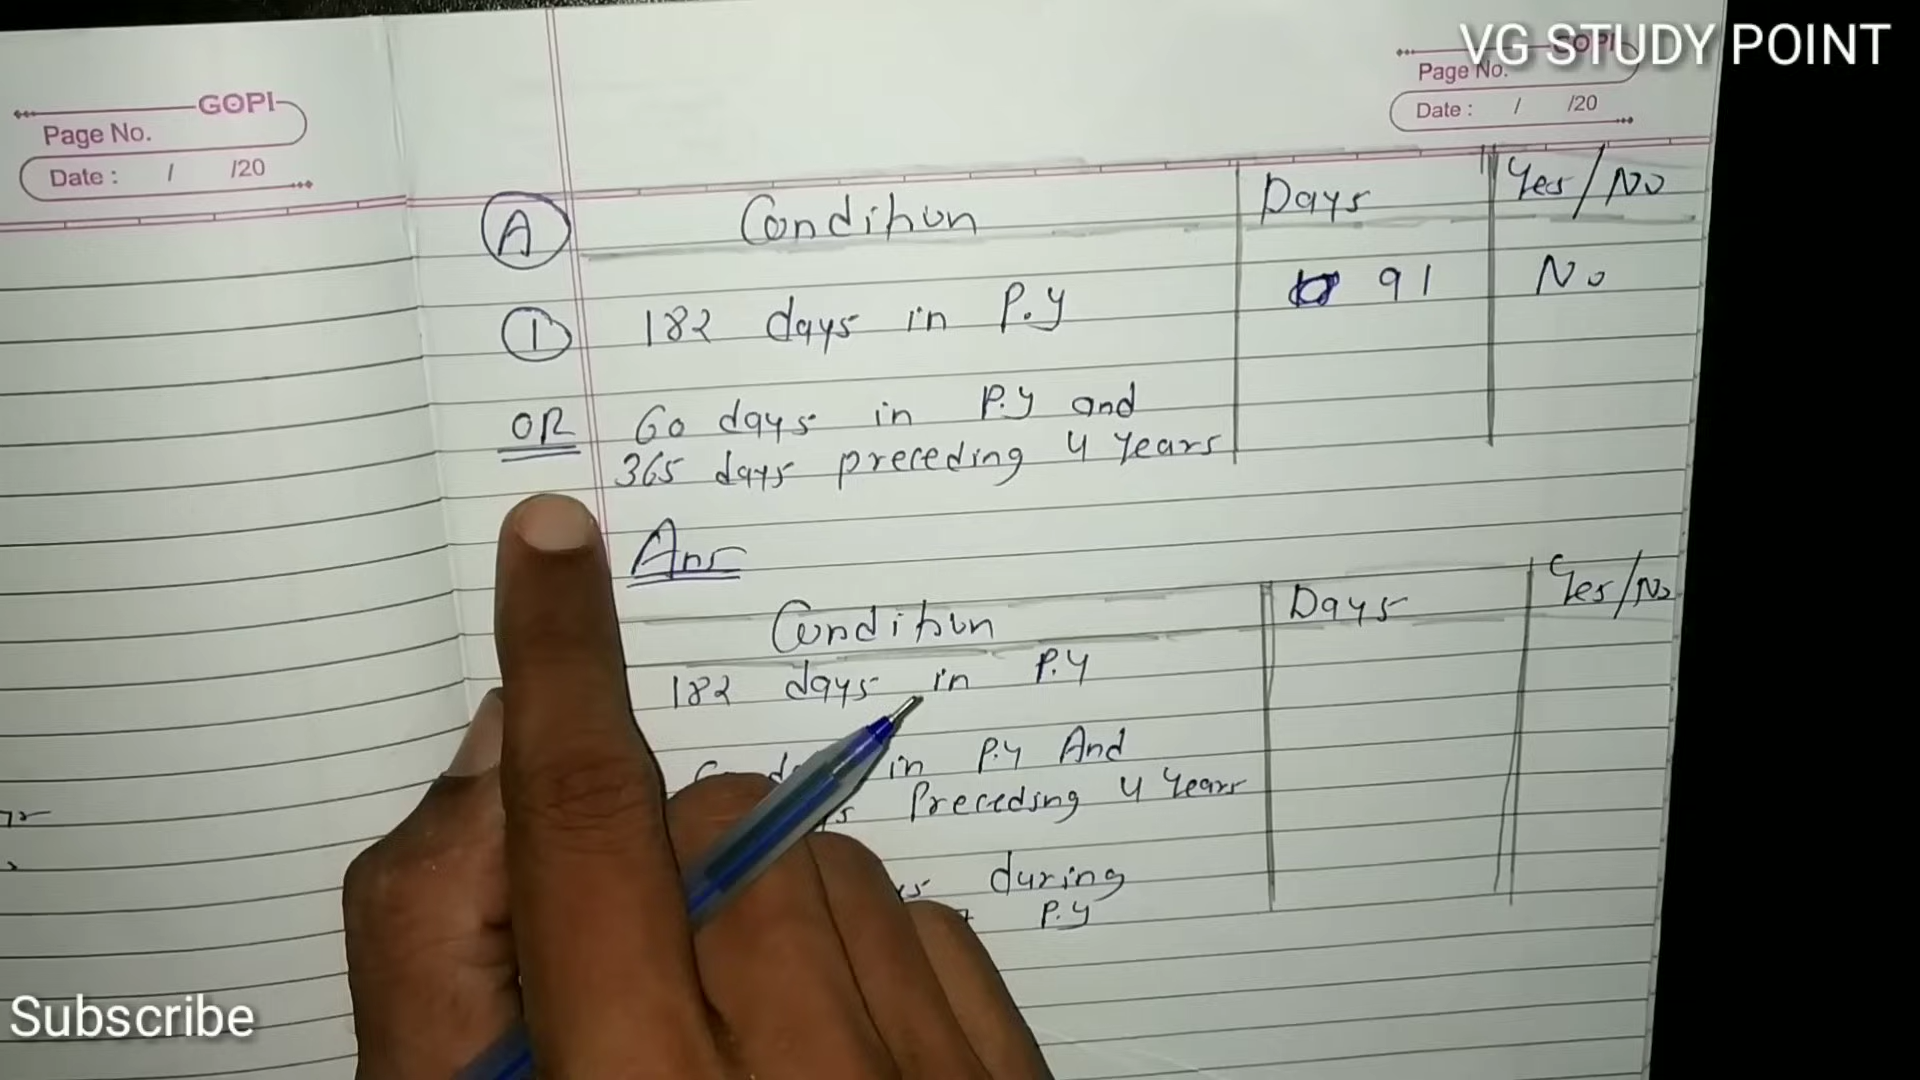 VG STUDY POINT
GOPI
Page No.
Date : / /20
GOPI
Page No.
Date : / /20
A Condition Days Yes/No
1 182 days in P.Y 91 No
OR 60 days in P.Y and
365 days preceding 4 Years
Ans
Condition Days Yes/No
182 days in P.Y
in P.Y And
Preceding 4 Years
during
P.Y
Subscribe